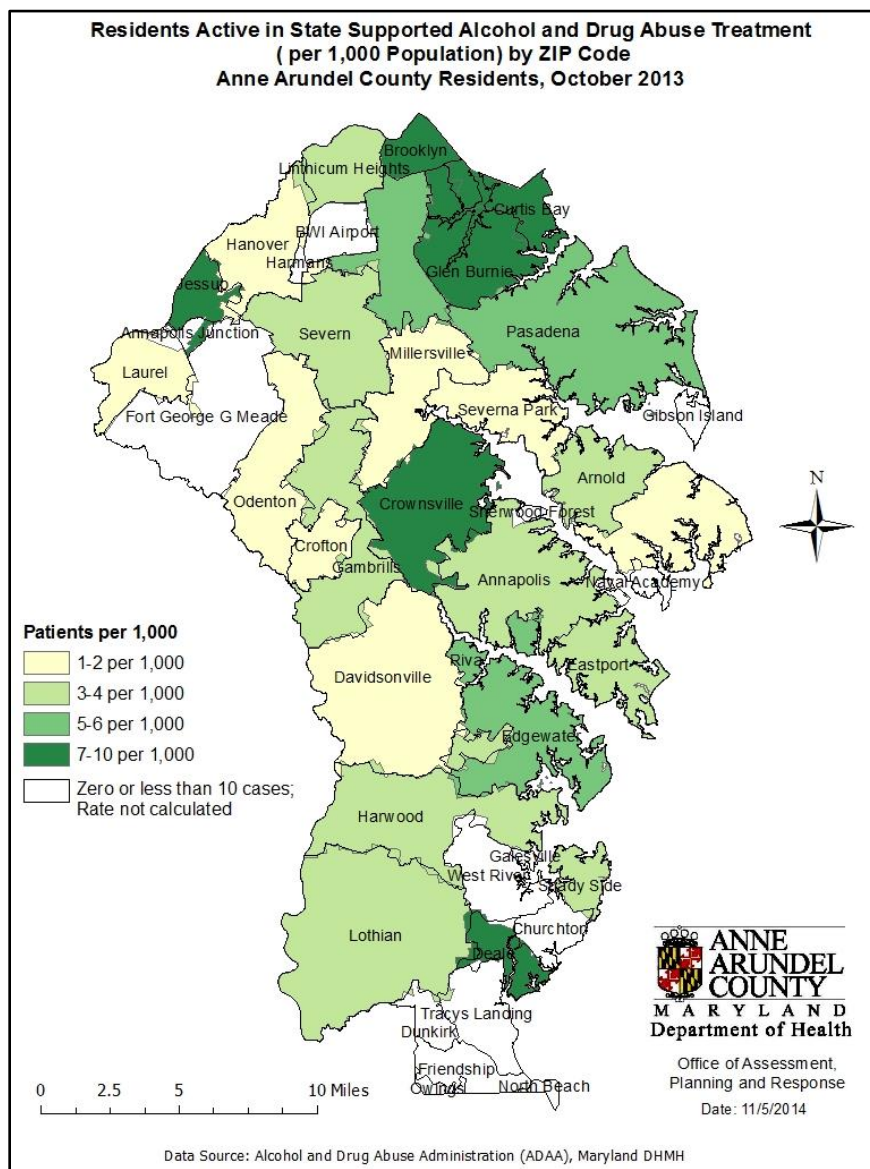 Residents Active in State Supported Alcohol and Drug Abuse Treatment
( per 1,000 Population) by ZIP Code
Anne Arundel County Residents, October 2013
Brooklyn
Linthicum Heights
Curtis Bay
BWI Airport
Hanover
Harmans
Glen Burnie
Jessup
Annapolis Junction
Severn
Pasadena
Millersville
Laurel
Fort George G Meade
Severna Park
Gibson Island
Arnold
N
Odenton
Crownsville
Sherwood Forest
Crofton
Gambrills
Annapolis
Naval Academy
Patients per 1,000
1-2 per 1,000
3-4 per 1,000
5-6 per 1,000
7-10 per 1,000
Zero or less than 10 cases;
Rate not calculated
Riva
Eastport
Davidsonville
Edgewater
Harwood
Galesville
West River
Shady Side
Churchton
Lothian
Deale
Tracys Landing
Dunkirk
Friendship
Owings
North Beach
ANNE
ARUNDEL
COUNTY
MARYLAND
Department of Health
Office of Assessment,
Planning and Response
Date: 11/5/2014
0 2.5 5 10 Miles
Data Source: Alcohol and Drug Abuse Administration (ADAA), Maryland DHMH